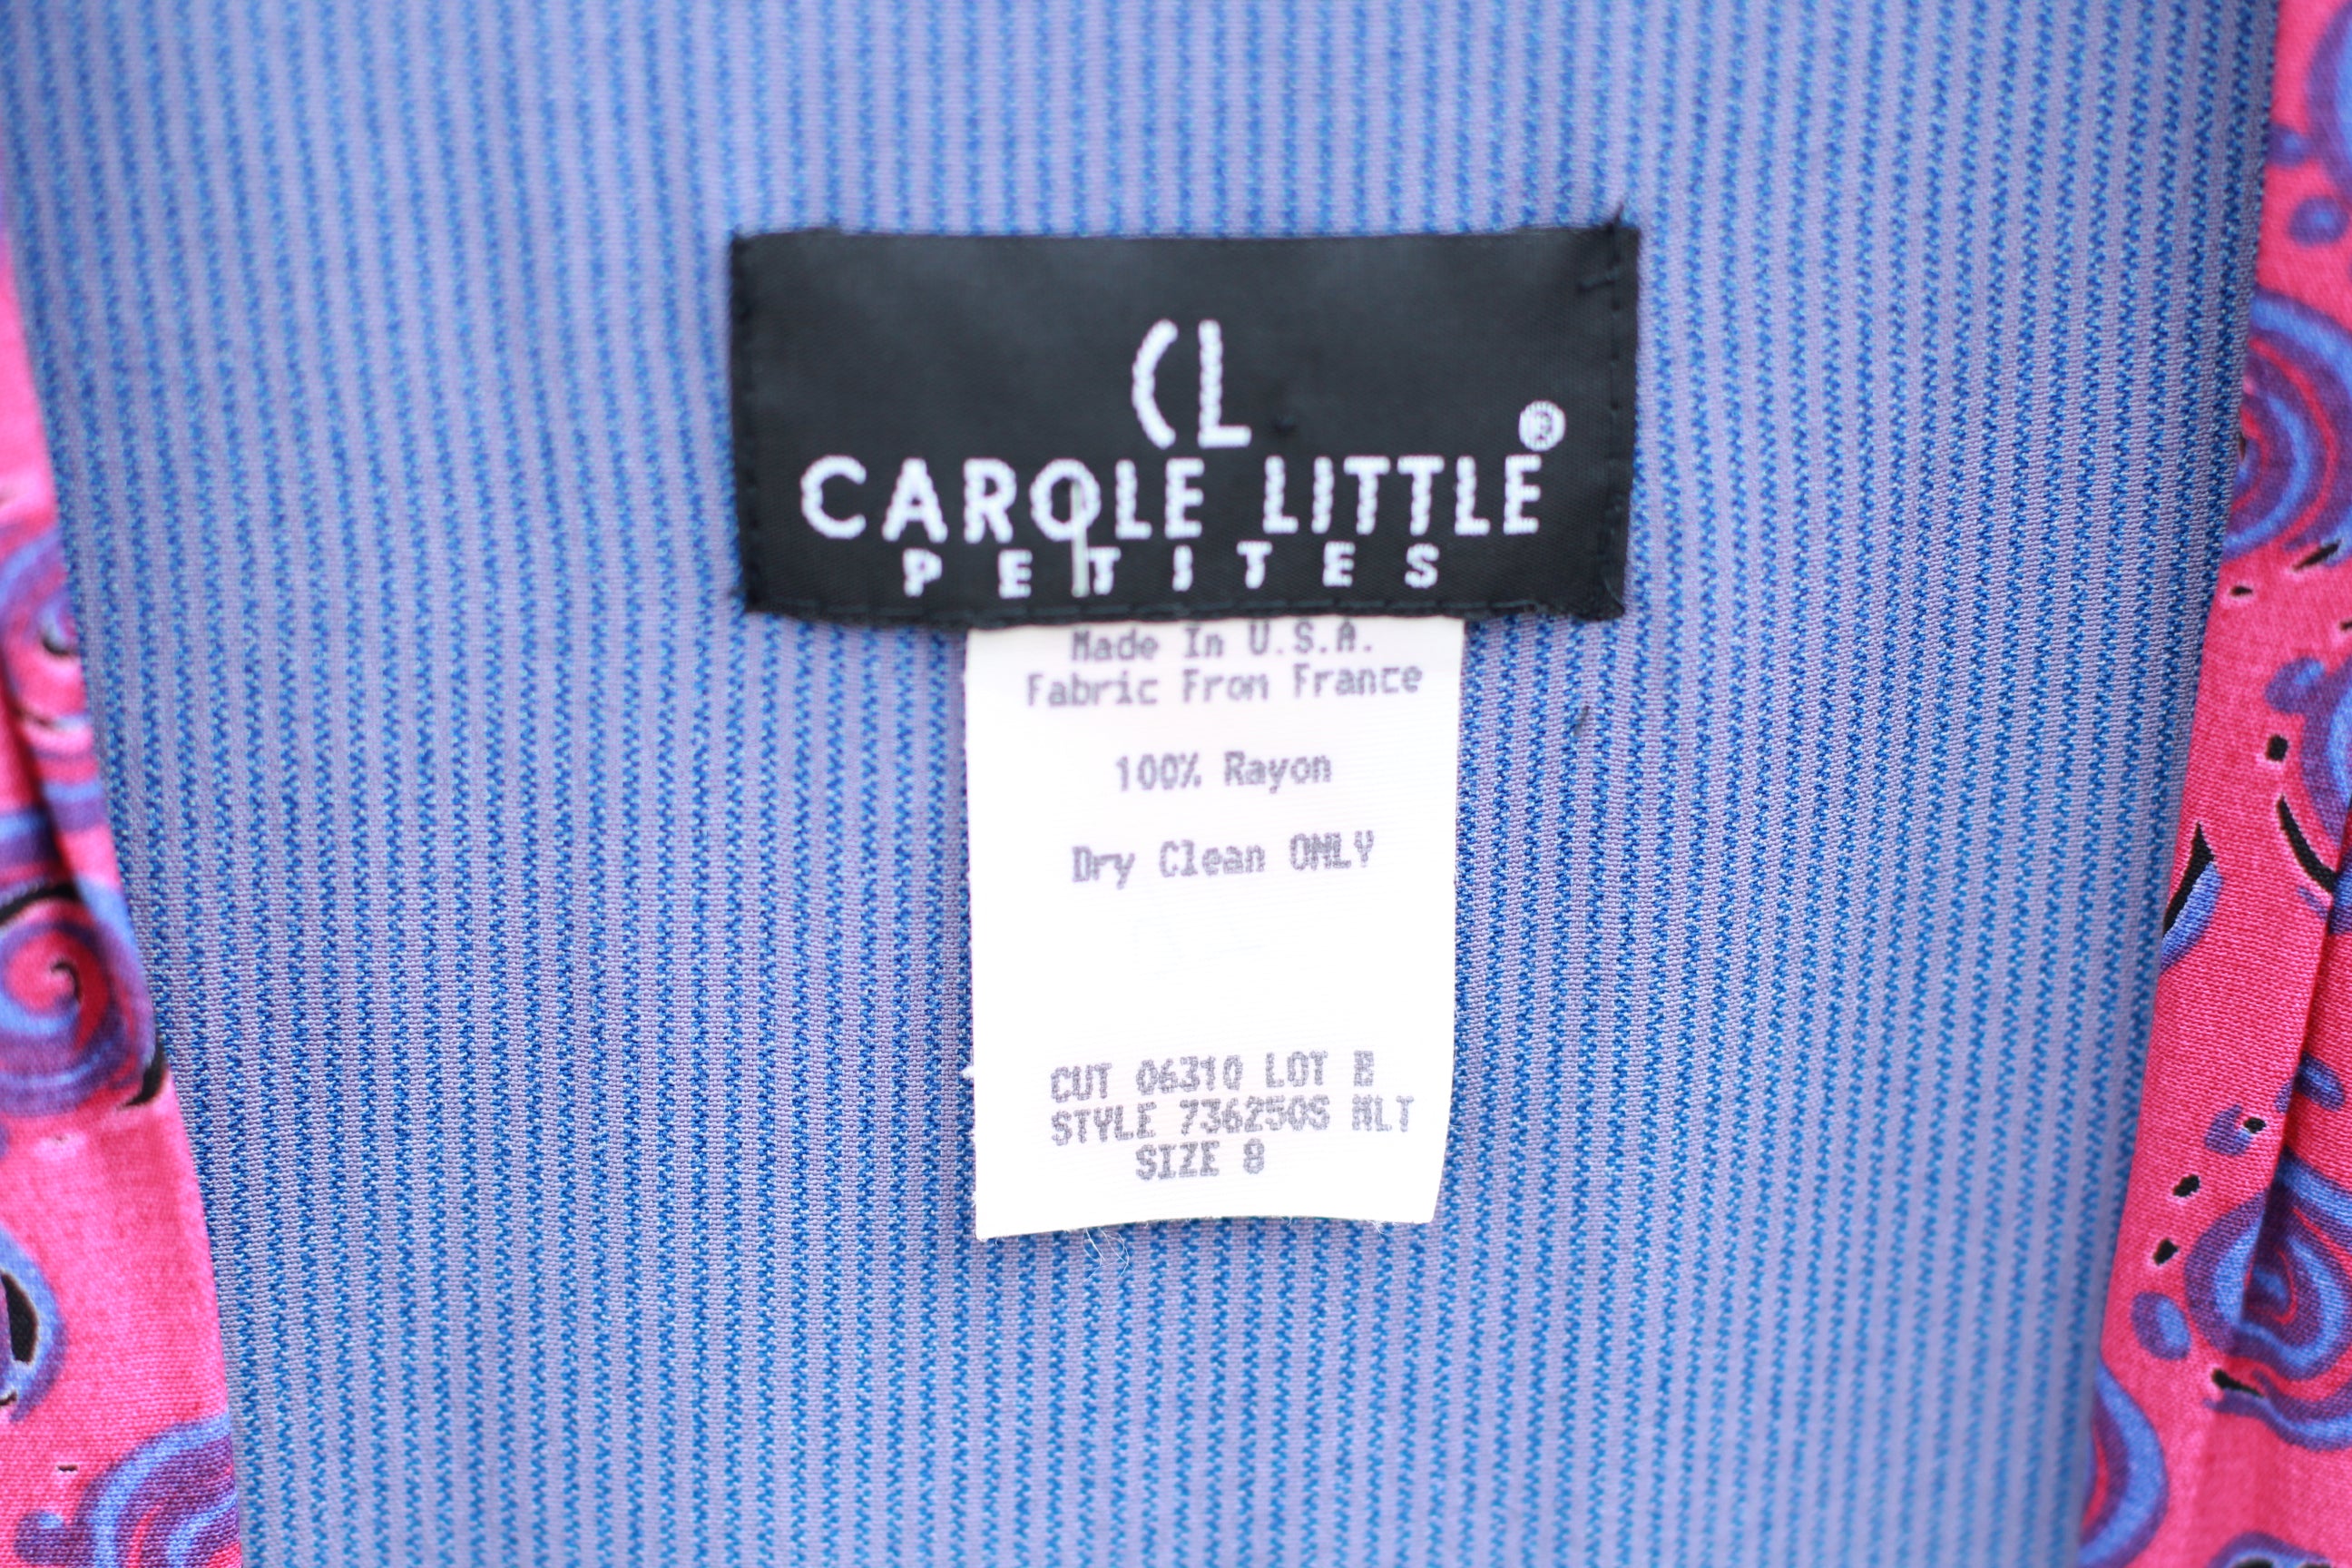 CL
CAROLE LITTLE®
PETITES
Made In U.S.A.
Fabric From France
100% Rayon
Dry Clean ONLY
CUT 06310 LOT B
STYLE 736250S MLT
SIZE 8